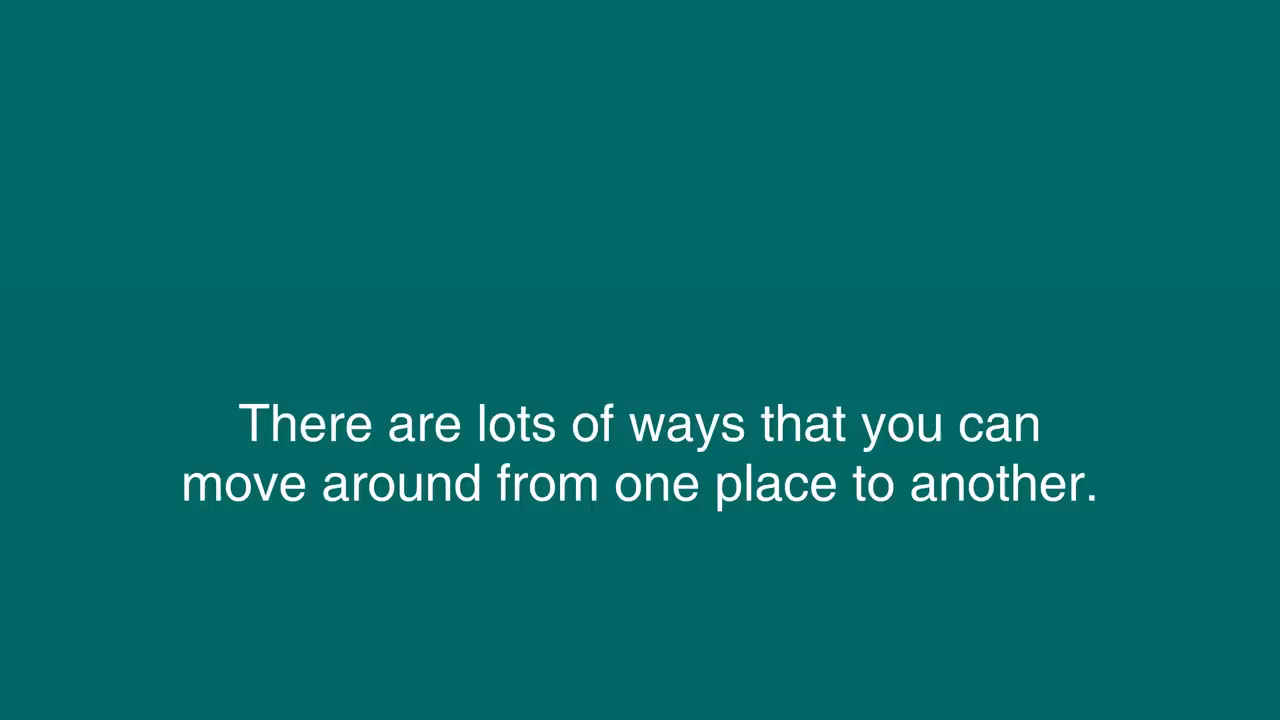 There are lots of ways that you can
move around from one place to another.